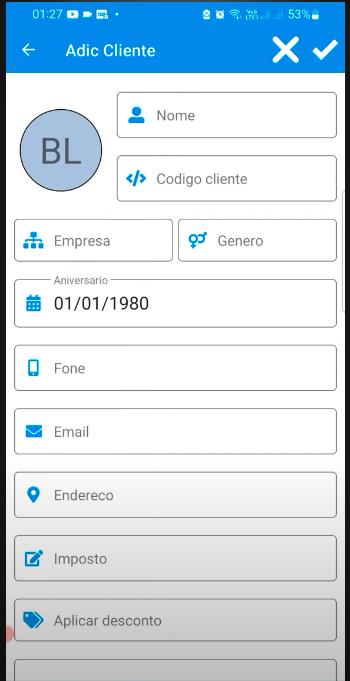 01:27 53%
Adic Cliente
BL
Nome
Codigo cliente
Empresa
Genero
Aniversario
01/01/1980
Fone
Email
Endereco
Imposto
Aplicar desconto